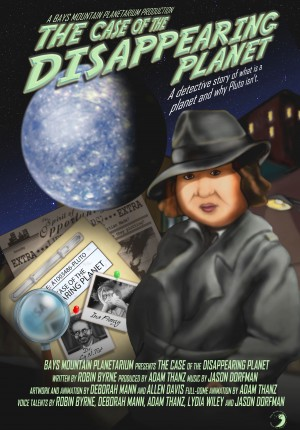 A BAYS MOUNTAIN PLANETARIUM PRODUCTION
THE CASE OF THE
DISAPPEARING
PLANET
A detective story of what is a
planet and why Pluto isn't.
EXTRA
EXTRA
CASE OF THE
ARING PLANET
BAYS MOUNTAIN PLANETARIUM PRESENTS THE CASE OF THE DISAPPEARING PLANET
WRITTEN BY ROBIN BYRNE PRODUCED BY ADAM THANZ MUSIC BY JASON DORFMAN
ARTWORK AND ANIMATION BY DEBORAH MANN AND ALLEN DAVIS FULL-DOME ANIMATION BY ADAM THANZ
VOICE TALENTS BY ROBIN BYRNE, DEBORAH MANN, ADAM THANZ, LYDIA WILEY AND JASON DORFMAN